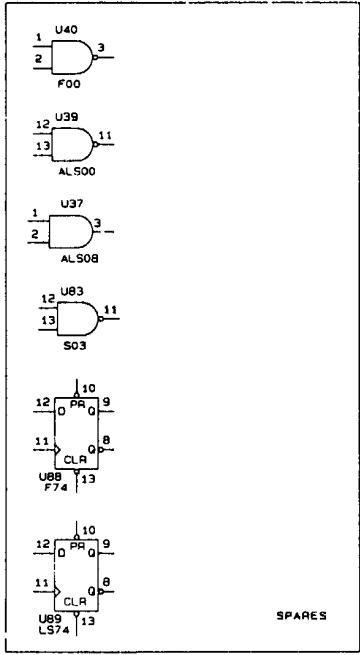 U40
1
3
2
F00
U39
12
11
13
ALS00
U37
1
3
2
ALS08
U83
12
11
13
S03
10
12 D PR Q 9
11 Q 8
CLR
U88 13
F74
10
12 D PR Q 9
11 Q 8
CLR
U89 13
LS74
SPARES